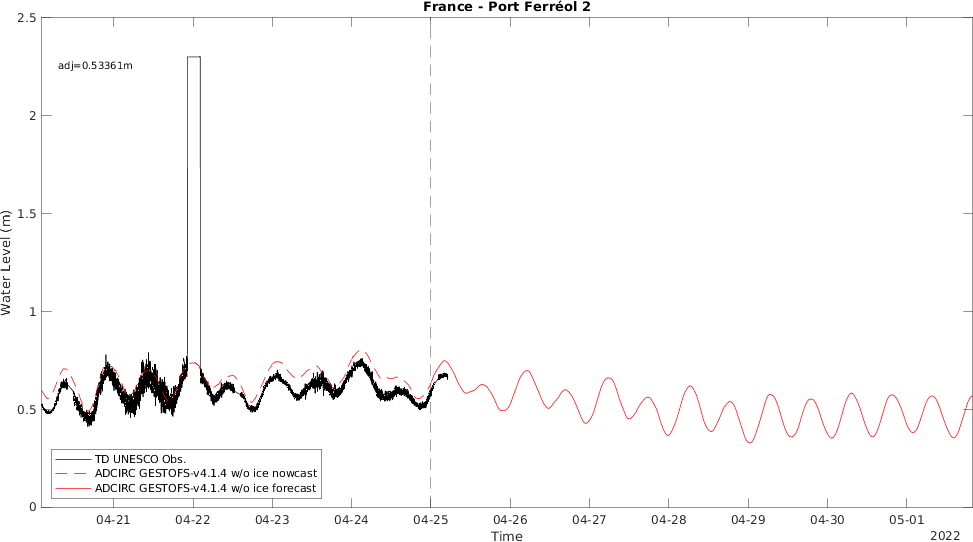 France - Port Ferréol 2
adj=0.53361m
Water Level (m)
2.5
2
1.5
1
0.5
0
TD UNESCO Obs.
ADCIRC GESTOFS-v4.1.4 w/o ice nowcast
ADCIRC GESTOFS-v4.1.4 w/o ice forecast
04-21 04-22 04-23 04-24 04-25 04-26 04-27 04-28 04-29 04-30 05-01
Time
2022